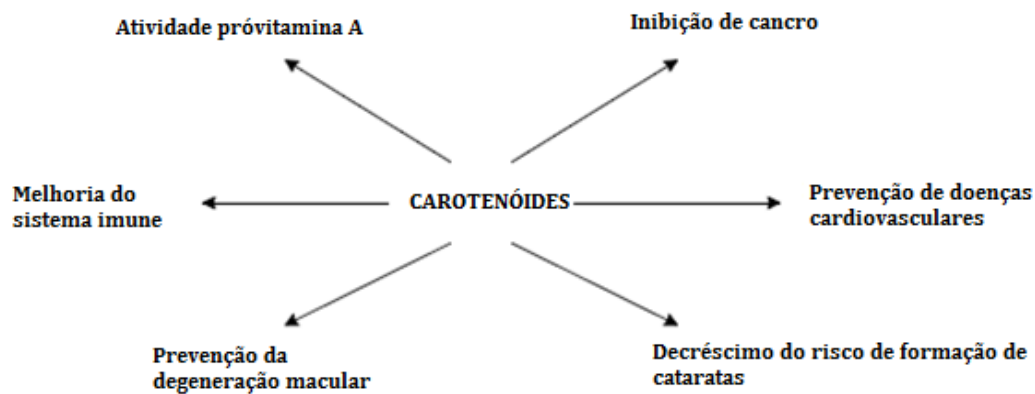 Atividade próvitamina A
Inibição de cancro
Melhoria do
sistema imune
CAROTENÓIDES
Prevenção de doenças
cardiovasculares
Prevenção da
degeneração macular
Decréscimo do risco de formação de
cataratas